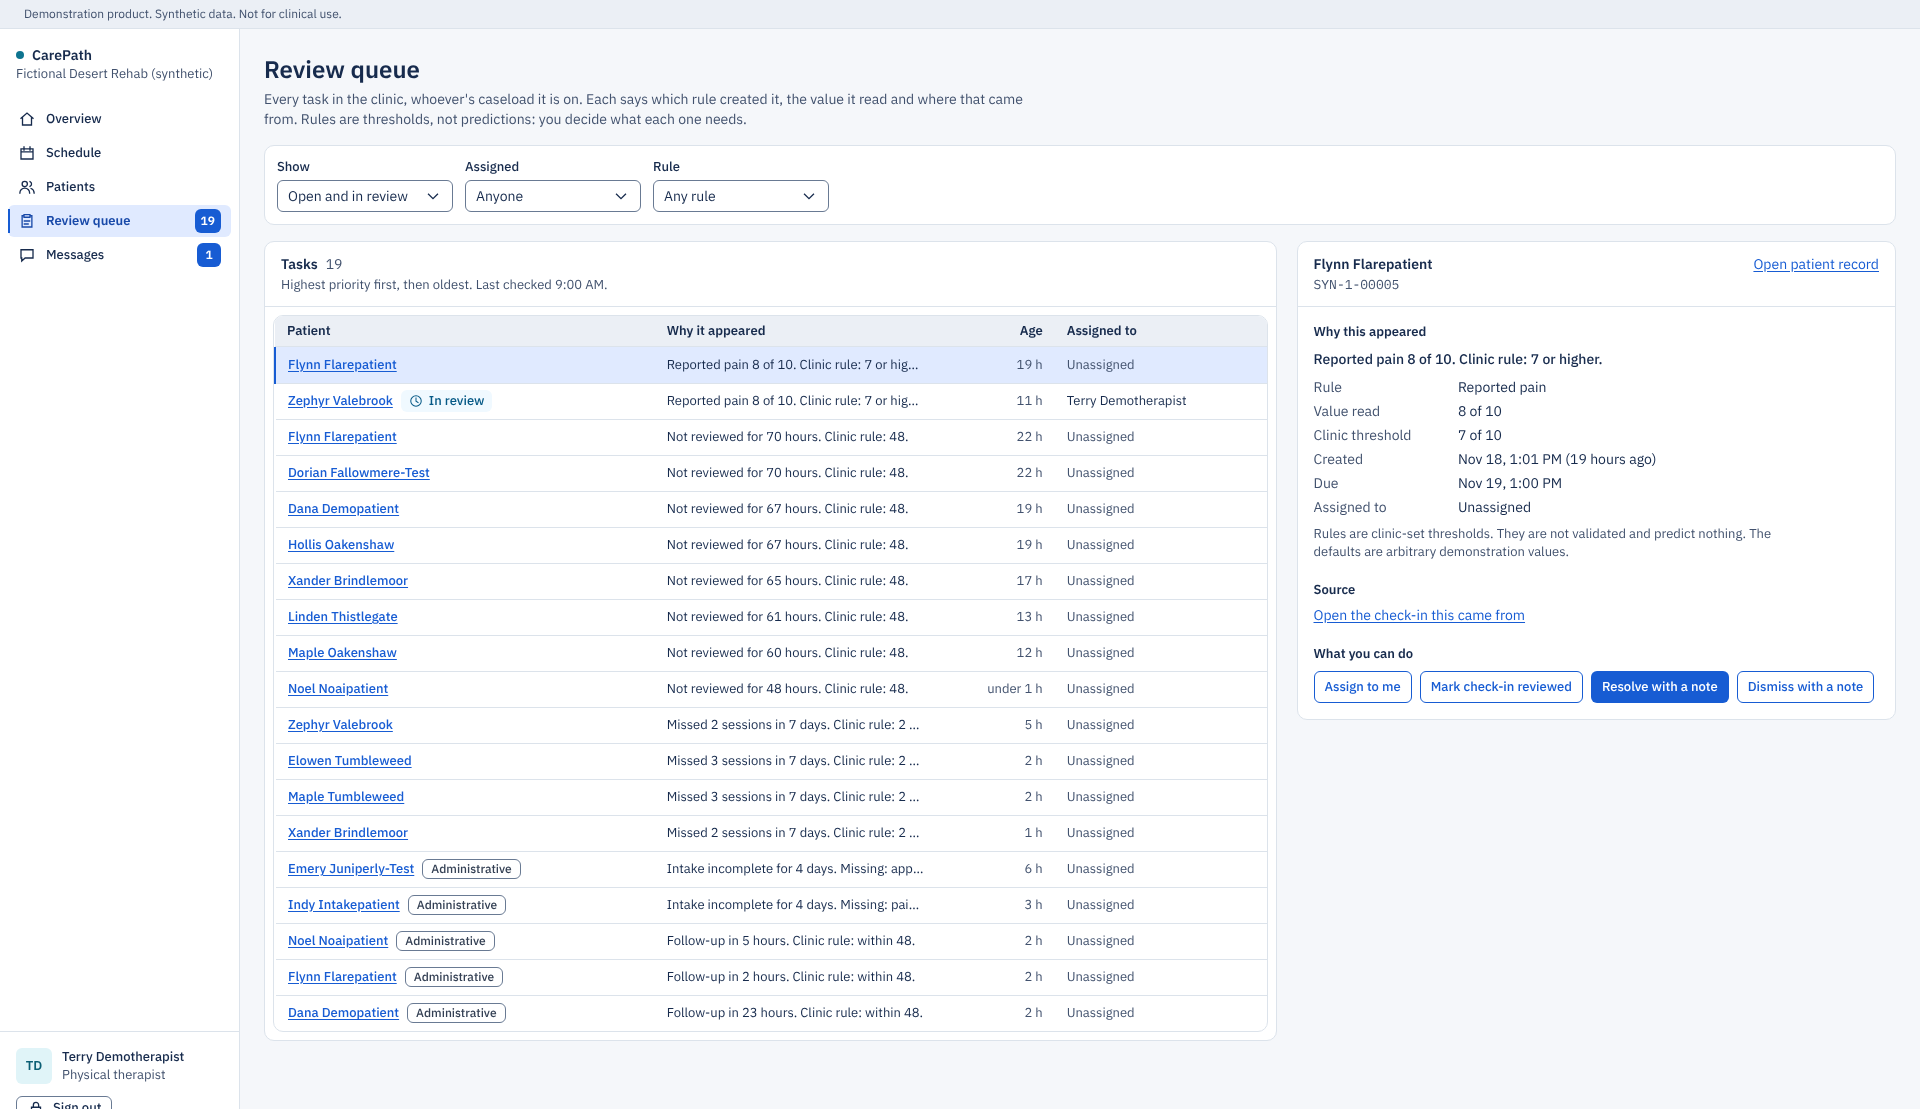 Demonstration product. Synthetic data. Not for clinical use.
CarePath
Fictional Desert Rehab (synthetic)
Overview
Schedule
Patients
Review queue 19
Messages 1
Terry Demotherapist
TD
Physical therapist
Sign out
Review queue
Every task in the clinic, whoever's caseload it is on. Each says which rule created it, the value it read and where that came
from. Rules are thresholds, not predictions: you decide what each one needs.
Show Assigned Rule
Open and in review Anyone Any rule
Tasks 19
Highest priority first, then oldest. Last checked 9:00 AM.
Patient Why it appeared Age Assigned to
Flynn Flarepatient Reported pain 8 of 10. Clinic rule: 7 or hig... 19 h Unassigned
Zephyr Valebrook In review Reported pain 8 of 10. Clinic rule: 7 or hig... 11 h Terry Demotherapist
Flynn Flarepatient Not reviewed for 70 hours. Clinic rule: 48. 22 h Unassigned
Dorian Fallowmere-Test Not reviewed for 70 hours. Clinic rule: 48. 22 h Unassigned
Dana Demopatient Not reviewed for 67 hours. Clinic rule: 48. 19 h Unassigned
Hollis Oakenshaw Not reviewed for 67 hours. Clinic rule: 48. 19 h Unassigned
Xander Brindlemoor Not reviewed for 65 hours. Clinic rule: 48. 17 h Unassigned
Linden Thistlegate Not reviewed for 61 hours. Clinic rule: 48. 13 h Unassigned
Maple Oakenshaw Not reviewed for 60 hours. Clinic rule: 48. 12 h Unassigned
Noel Noaipatient Not reviewed for 48 hours. Clinic rule: 48. under 1 h Unassigned
Zephyr Valebrook Missed 2 sessions in 7 days. Clinic rule: 2 ... 5 h Unassigned
Elowen Tumbleweed Missed 3 sessions in 7 days. Clinic rule: 2 ... 2 h Unassigned
Maple Tumbleweed Missed 3 sessions in 7 days. Clinic rule: 2 ... 2 h Unassigned
Xander Brindlemoor Missed 2 sessions in 7 days. Clinic rule: 2 ... 1 h Unassigned
Emery Juniperly-Test Administrative Intake incomplete for 4 days. Missing: app... 6 h Unassigned
Indy Intakepatient Administrative Intake incomplete for 4 days. Missing: pai... 3 h Unassigned
Noel Noaipatient Administrative Follow-up in 5 hours. Clinic rule: within 48. 2 h Unassigned
Flynn Flarepatient Administrative Follow-up in 2 hours. Clinic rule: within 48. 2 h Unassigned
Dana Demopatient Administrative Follow-up in 23 hours. Clinic rule: within 48. 2 h Unassigned
Flynn Flarepatient Open patient record
SYN-1-00005
Why this appeared
Reported pain 8 of 10. Clinic rule: 7 or higher.
Rule Reported pain
Value read 8 of 10
Clinic threshold 7 of 10
Created Nov 18, 1:01 PM (19 hours ago)
Due Nov 19, 1:00 PM
Assigned to Unassigned
Rules are clinic-set thresholds. They are not validated and predict nothing. The
defaults are arbitrary demonstration values.
Source
Open the check-in this came from
What you can do
Assign to me Mark check-in reviewed Resolve with a note Dismiss with a note